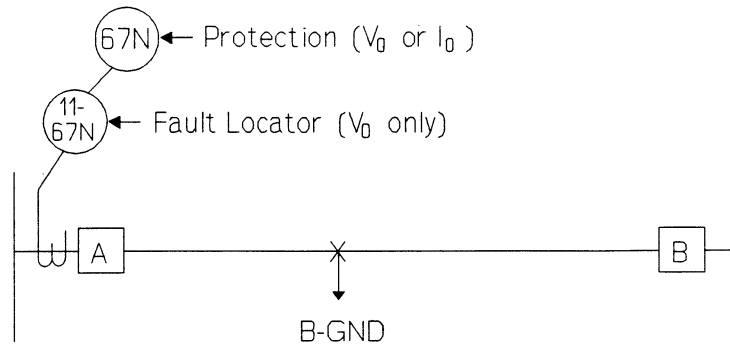 67N Protection (V₀ or I₀)
11-
67N
Fault Locator (V₀ only)
A
B
X
B-GND